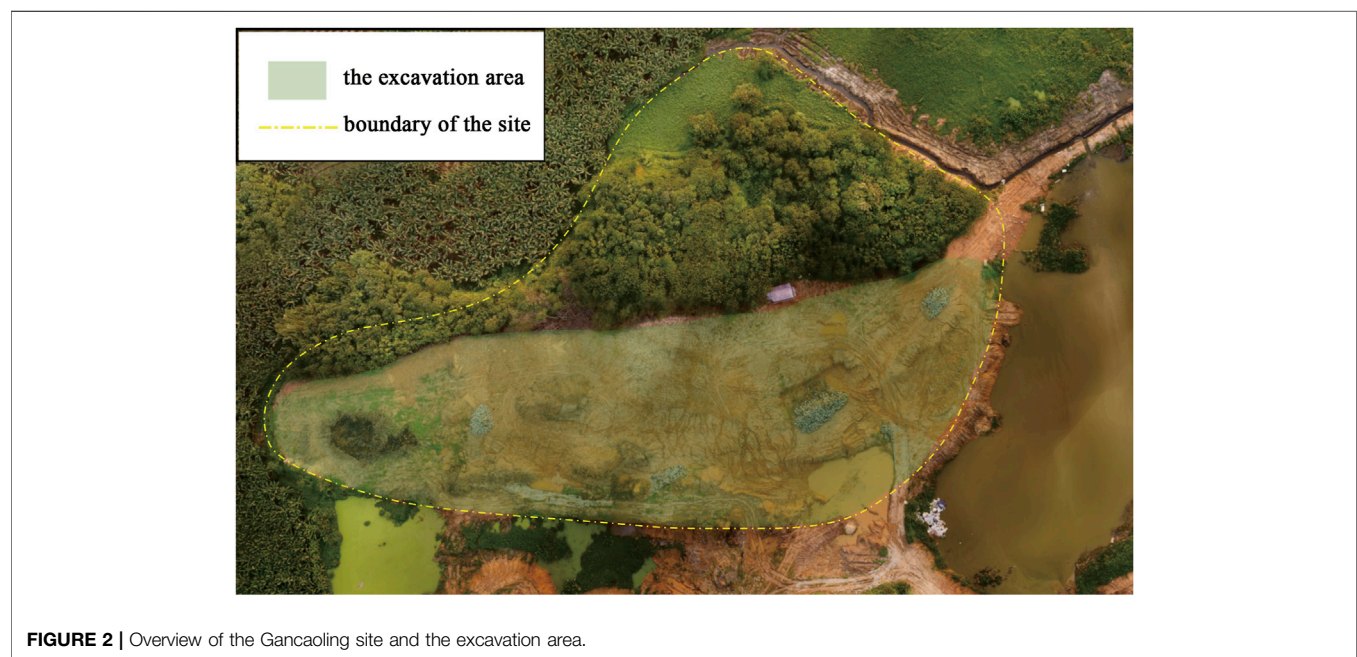 the excavation area
boundary of the site
FIGURE 2 | Overview of the Gancaoling site and the excavation area.